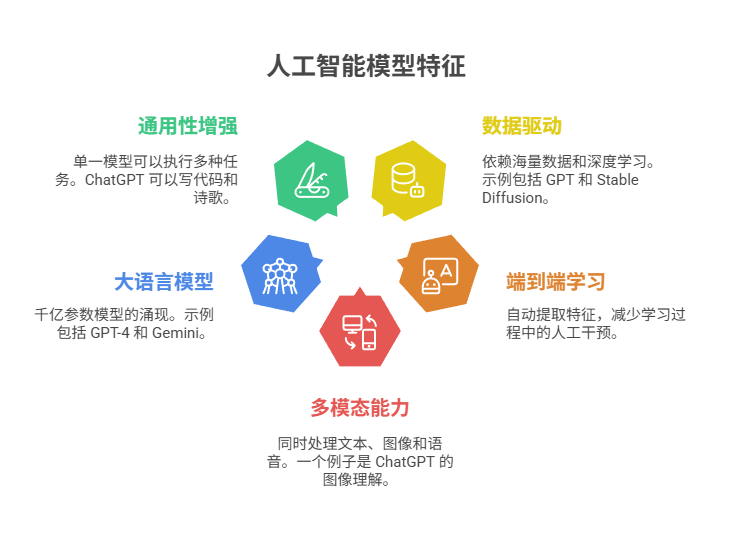 人工智能模型特征
通用性增强
单一模型可以执行多种任
务。ChatGPT 可以写代码和
诗歌。
数据驱动
依赖海量数据和深度学习。
示例包括 GPT 和 Stable
Diffusion。
大语言模型
千亿参数模型的涌现。示例
包括 GPT-4 和 Gemini。
端到端学习
自动提取特征，减少学习过
程中的人工干预。
多模态能力
同时处理文本、图像和语
音。一个例子是 ChatGPT 的
图像理解。